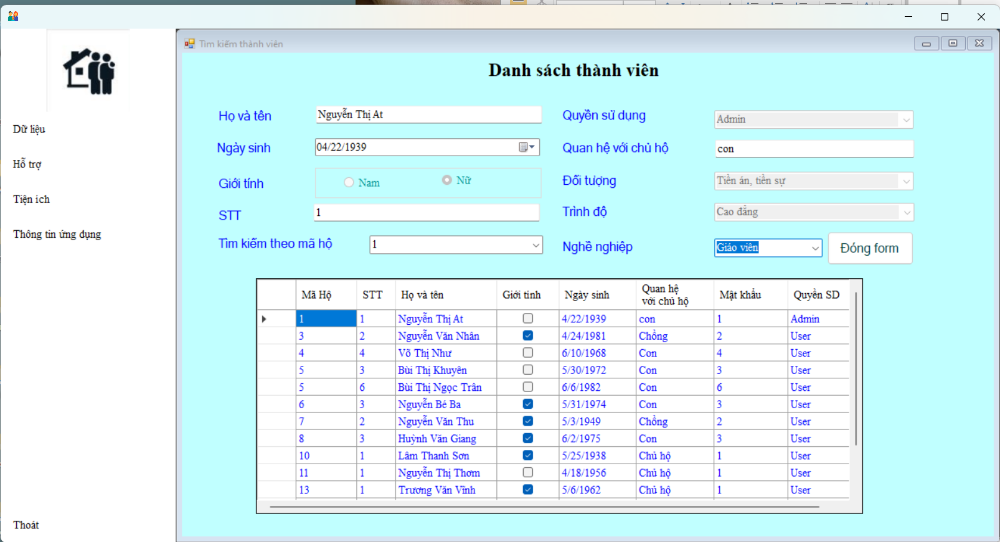 Tìm kiếm thành viên
Danh sách thành viên
Họ và tên Nguyễn Thị At Quyền sử dụng Admin
Ngày sinh 04/22/1939 Quan hệ với chủ hộ con
Giới tính Nam Nữ Đối tượng Tiền án, tiền sự
STT 1 Trình độ Cao đẳng
Tìm kiếm theo mã hộ 1 Nghề nghiệp Giáo viên Đóng form
Dữ liệu
Hỗ trợ
Tiện ích
Thông tin ứng dụng
Thoát
Mã Hộ STT Họ và tên Giới tính Ngày sinh Quan hệ với chủ hộ Mật khẩu Quyền SD
1 1 Nguyễn Thị At 4/22/1939 con 1 Admin
3 2 Nguyễn Văn Nhân 4/24/1981 Chồng 2 User
4 4 Võ Thị Như 6/10/1968 Con 4 User
5 3 Bùi Thị Khuyên 5/30/1972 Con 3 User
5 6 Bùi Thị Ngọc Trân 6/6/1982 Con 6 User
6 3 Nguyễn Bé Ba 5/31/1974 Con 3 User
7 2 Nguyễn Văn Thu 5/3/1949 Chồng 2 User
8 3 Huỳnh Văn Giang 6/2/1975 Con 3 User
10 1 Lâm Thanh Sơn 5/25/1938 Chủ hộ 1 User
11 1 Nguyễn Thị Thơm 4/18/1956 Chủ hộ 1 User
13 1 Trương Văn Vĩnh 5/6/1962 Chủ hộ 1 User